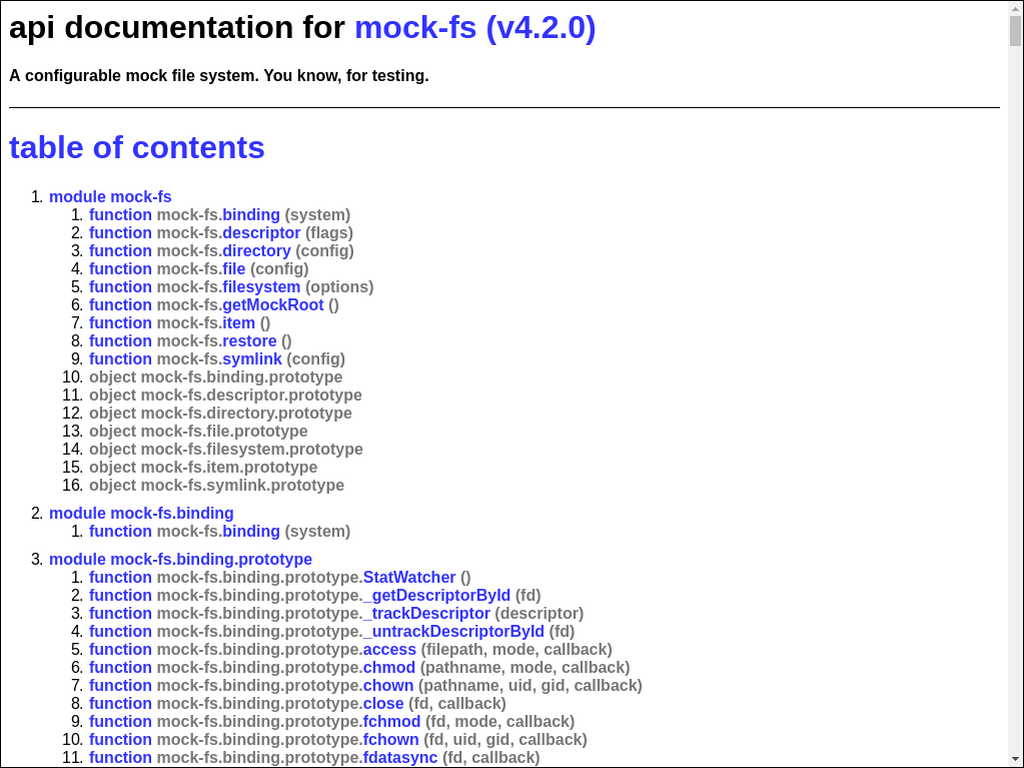 api documentation for mock-fs (v4.2.0)
A configurable mock file system. You know, for testing.
table of contents
1. module mock-fs
1. function mock-fs.binding (system)
2. function mock-fs.descriptor (flags)
3. function mock-fs.directory (config)
4. function mock-fs.file (config)
5. function mock-fs.filesystem (options)
6. function mock-fs.getMockRoot ()
7. function mock-fs.item ()
8. function mock-fs.restore ()
9. function mock-fs.symlink (config)
10. object mock-fs.binding.prototype
11. object mock-fs.descriptor.prototype
12. object mock-fs.directory.prototype
13. object mock-fs.file.prototype
14. object mock-fs.filesystem.prototype
15. object mock-fs.item.prototype
16. object mock-fs.symlink.prototype
2. module mock-fs.binding
1. function mock-fs.binding (system)
3. module mock-fs.binding.prototype
1. function mock-fs.binding.prototype.StatWatcher ()
2. function mock-fs.binding.prototype._getDescriptorById (fd)
3. function mock-fs.binding.prototype._trackDescriptor (descriptor)
4. function mock-fs.binding.prototype._untrackDescriptorById (fd)
5. function mock-fs.binding.prototype.access (filepath, mode, callback)
6. function mock-fs.binding.prototype.chmod (pathname, mode, callback)
7. function mock-fs.binding.prototype.chown (pathname, uid, gid, callback)
8. function mock-fs.binding.prototype.close (fd, callback)
9. function mock-fs.binding.prototype.fchmod (fd, mode, callback)
10. function mock-fs.binding.prototype.fchown (fd, uid, gid, callback)
11. function mock-fs.binding.prototype.fdatasync (fd, callback)